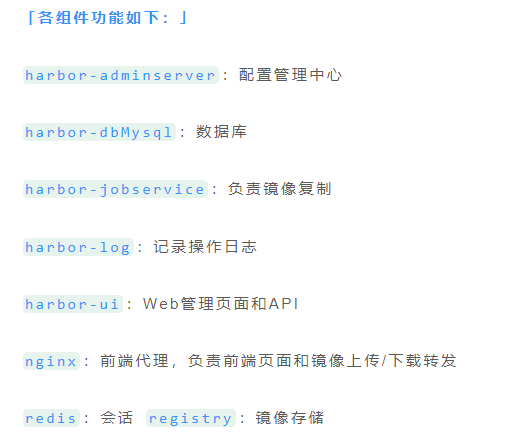 「各组件功能如下：」
harbor-adminserver：配置管理中心
harbor-dbMysql：数据库
harbor-jobservice：负责镜像复制
harbor-log：记录操作日志
harbor-ui：Web管理页面和API
nginx：前端代理，负责前端页面和镜像上传/下载转发
redis：会话 registry：镜像存储